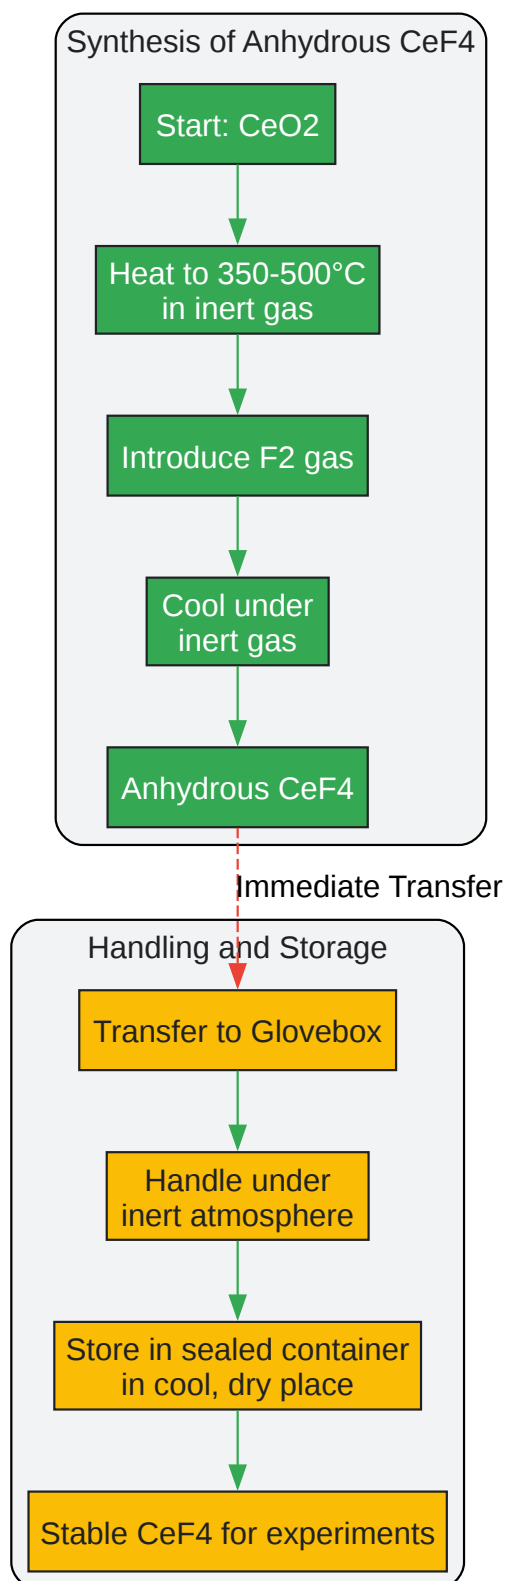 Synthesis of Anhydrous CeF4
Start: CeO2
Heat to 350-500°C
in inert gas
Introduce F2 gas
Cool under
inert gas
Anhydrous CeF4
Immediate Transfer
Handling and Storage
Transfer to Glovebox
Handle under
inert atmosphere
Store in sealed container
in cool, dry place
Stable CeF4 for experiments